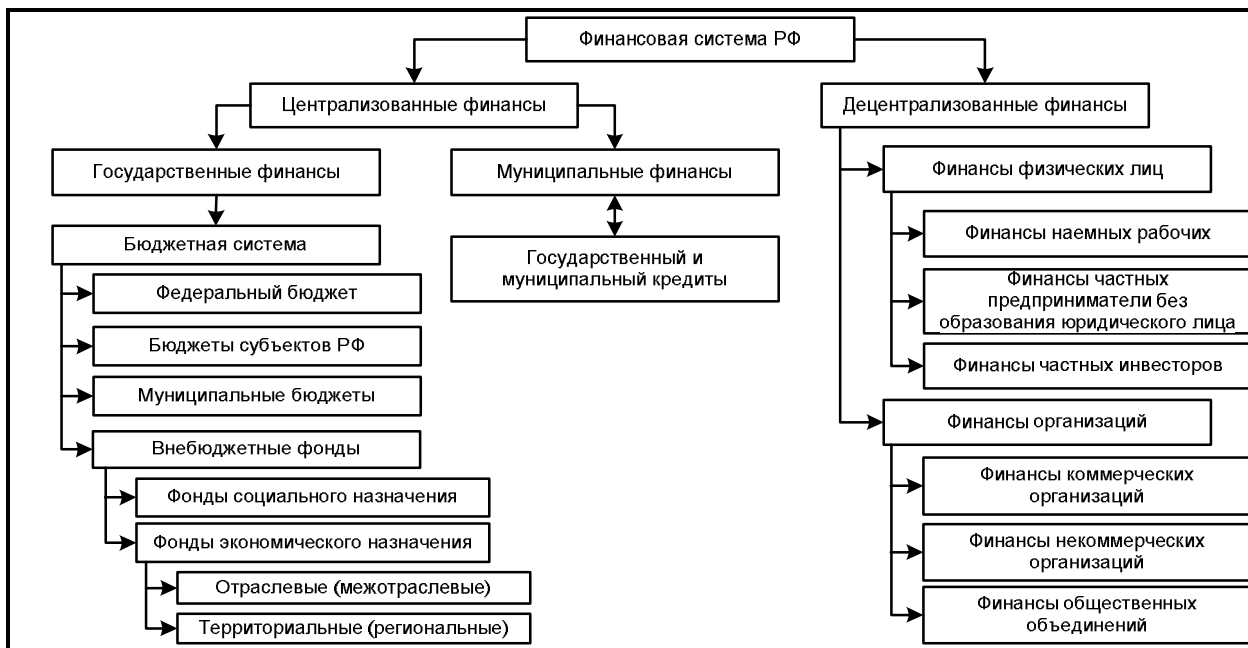 Финансовая система РФ
Централизованные финансы
Децентрализованные финансы
Государственные финансы
Муниципальные финансы
Финансы физических лиц
Бюджетная система
Государственный и
муниципальный кредиты
Финансы наемных рабочих
Федеральный бюджет
Финансы частных
предприниматели без
образования юридического лица
Бюджеты субъектов РФ
Финансы частных инвесторов
Муниципальные бюджеты
Финансы организаций
Внебюджетные фонды
Финансы коммерческих
организаций
Фонды социального назначения
Фонды экономического назначения
Финансы некоммерческих
организаций
Отраслевые (межотраслевые)
Финансы общественных
объединений
Территориальные (региональные)